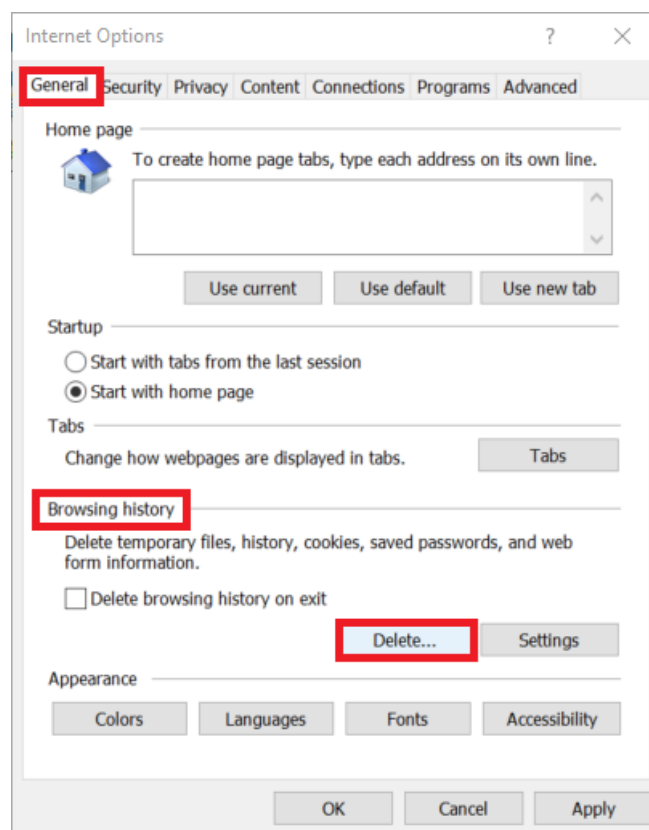 Internet Options ?
General Security Privacy Content Connections Programs Advanced
Home page
To create home page tabs, type each address on its own line.
Use current Use default Use new tab
Startup
Start with tabs from the last session
Start with home page
Tabs
Change how webpages are displayed in tabs. Tabs
Browsing history
Delete temporary files, history, cookies, saved passwords, and web
form information.
Delete browsing history on exit
Delete... Settings
Appearance
Colors Languages Fonts Accessibility
OK Cancel Apply